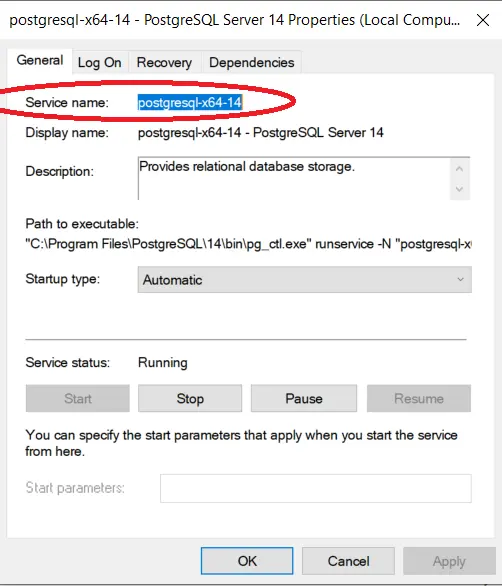 postgresql-x64-14 - PostgreSQL Server 14 Properties (Local Compu...
General Log On Recovery Dependencies
Service name: postgresql-x64-14
Display name: postgresql-x64-14 - PostgreSQL Server 14
Description: Provides relational database storage.
Path to executable:
"C:\Program Files\PostgreSQL\14\bin\pg_ctl.exe" runservice -N "postgresql-x
Startup type: Automatic
Service status: Running
Start Stop Pause Resume
You can specify the start parameters that apply when you start the service
from here.
Start parameters:
OK Cancel Apply